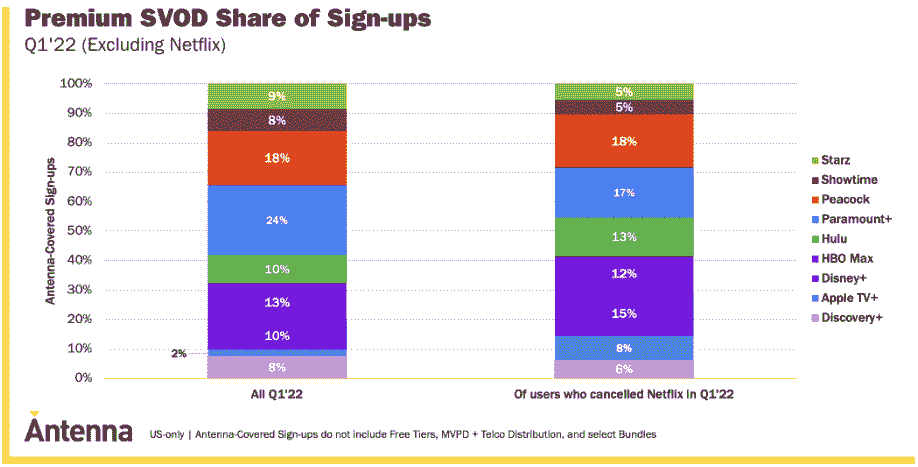 Premium SVOD Share of Sign-ups
Q1'22 (Excluding Netflix)
100%
90%
80%
70%
60%
50%
40%
30%
20%
10%
0%
Antenna-Covered Sign-ups
9%
8%
18%
24%
10%
13%
10%
2%
8%
5%
5%
18%
17%
13%
12%
15%
8%
6%
All Q1'22
Of users who cancelled Netflix in Q1'22
Starz
Showtime
Peacock
Paramount+
Hulu
HBO Max
Disney+
Apple TV+
Discovery+
Antenna
US-only | Antenna-Covered Sign-ups do not include Free Tiers, MVPD + Telco Distribution, and select Bundles